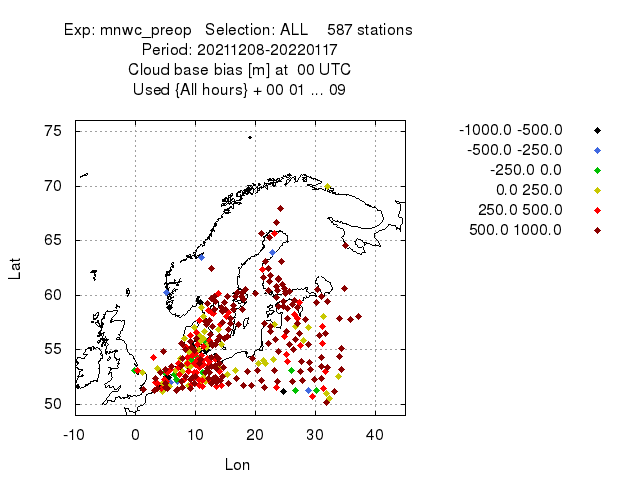 Exp: mnwc_preop   Selection: ALL    587 stations
Period: 20211208-20220117
Cloud base bias [m] at  00 UTC
Used {All hours} + 00 01 ... 09
-1000.0 -500.0
-500.0 -250.0
-250.0 0.0
0.0 250.0
250.0 500.0
500.0 1000.0
75
70
65
60
55
50
Lat
-10 0 10 20 30 40
Lon